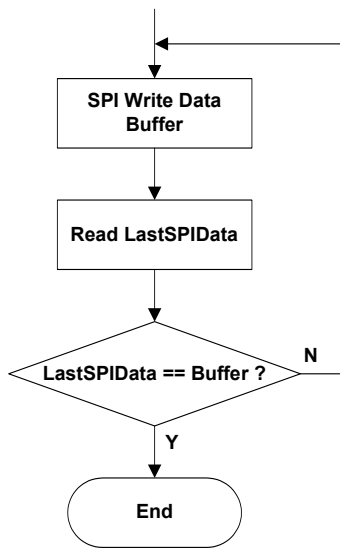 SPI Write Data
Buffer
Read LastSPIData
LastSPIData == Buffer ?
N
Y
End